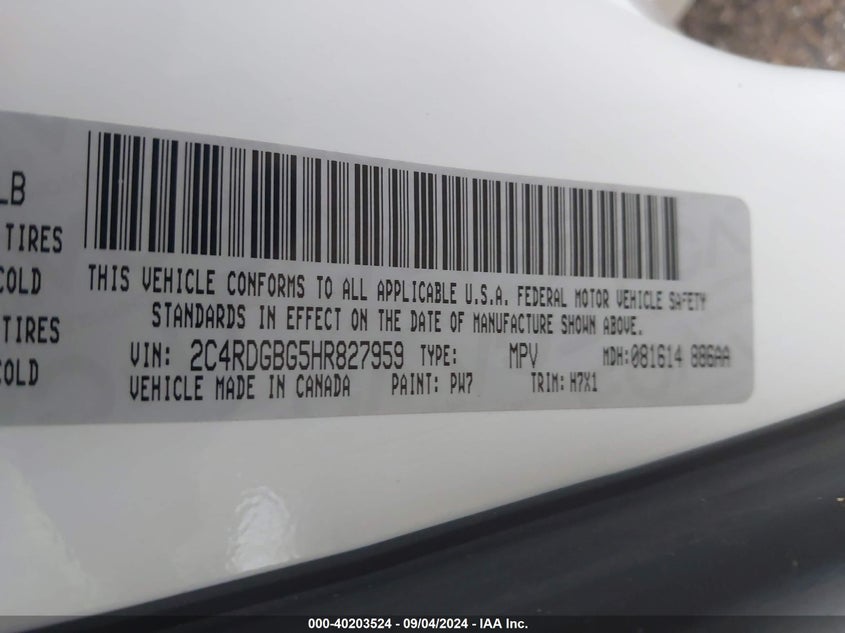 LB
TIRES
COLD
TIRES
COLD
THIS VEHICLE CONFORMS TO ALL APPLICABLE U.S.A. FEDERAL MOTOR VEHICLE SAFETY
STANDARDS IN EFFECT ON THE DATE OF MANUFACTURE SHOWN ABOVE.
VIN: 2C4RDGBG5HR827959 TYPE: MPV MDH:081614 886AA
VEHICLE MADE IN CANADA PAINT: PW7 TRIM: H7X1
000-40203524 - 09/04/2024 - IAA Inc.